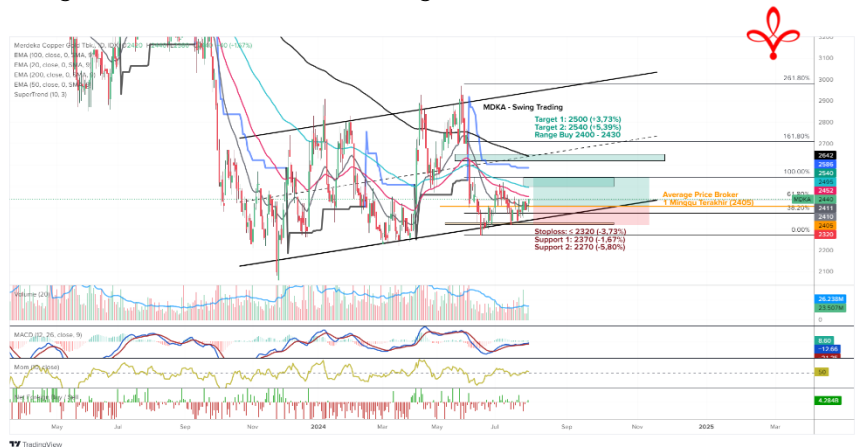 Merdeka Copper Gold Tbk.
EMA (100, close, 0, SMA, 9)
EMA (20, close, 0, SMA, 9)
EMA (200, close, 0, SMA, 9)
EMA (50, close, 0, SMA, 9)
SuperTrend (10, 3)
MDKA - Swing Trading
Target 1: 2500 (+3,73%)
Target 2: 2540 (+5,39%)
Range Buy 2400 - 2430
261.80%
161.80%
100.00%
61.80%
38.20%
0.00%
Average Price Broker
1 Minggu Terakhir (2405)
Stoploss: ≤ 2320 (-3,73%)
Support 1: 2370 (-1,67%)
Support 2: 2270 (-5,80%)
3200
3100
3000
2900
2800
2700
2642
2586
2540
2495
2452
MDKA
2440
2411
2410
2405
2320
2200
2100
Volume (20)
26.238M
23.507M
0
MACD (12, 26, close, 9)
8.60
-12.66
Mom (10, close)
50
4.284B
May
Jul
Sep
Nov
2024
Mar
May
Jul
Sep
Nov
2025
Mar
TradingView